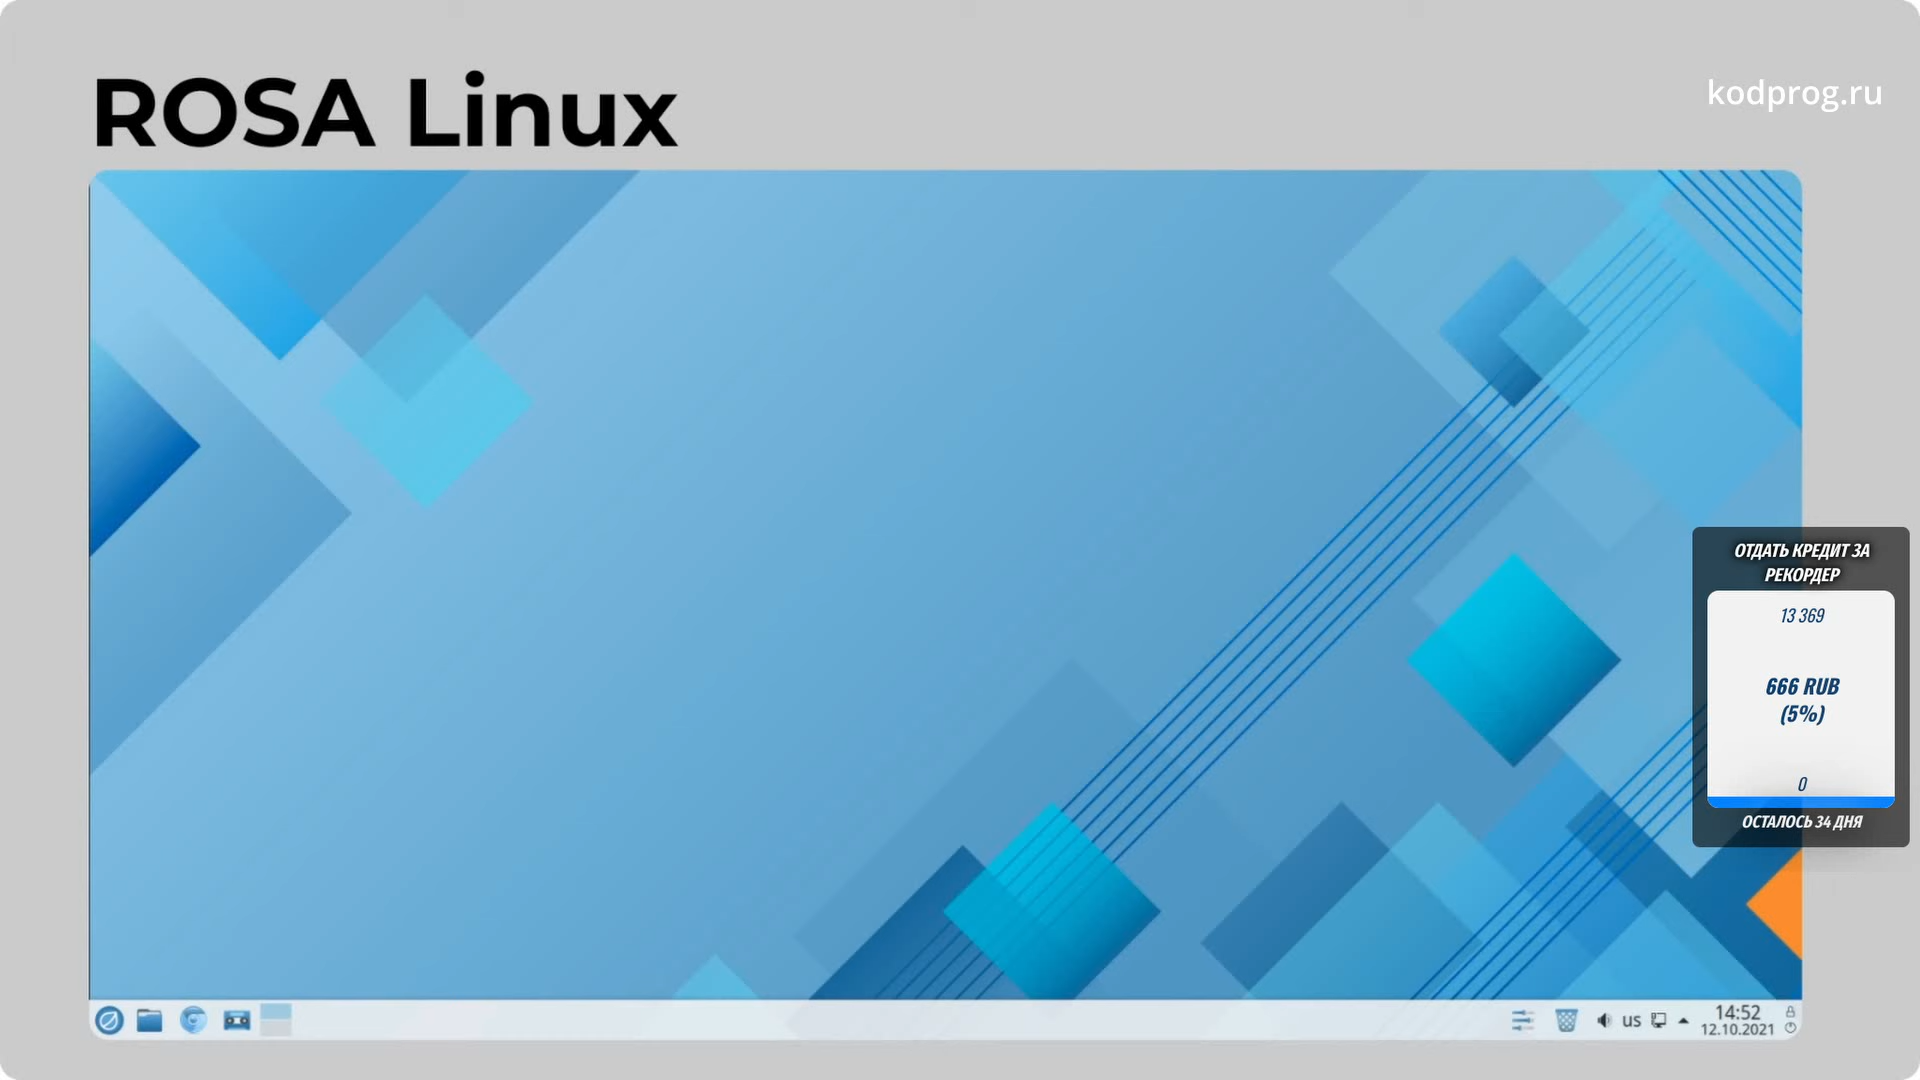 ROSA Linux
kodprog.ru
ОТДАТЬ КРЕДИТ ЗА
РЕКОРДЕР
13 369
666 RUB
(5%)
0
ОСТАЛОСЬ 34 ДНЯ
us
14:52
12.10.2021